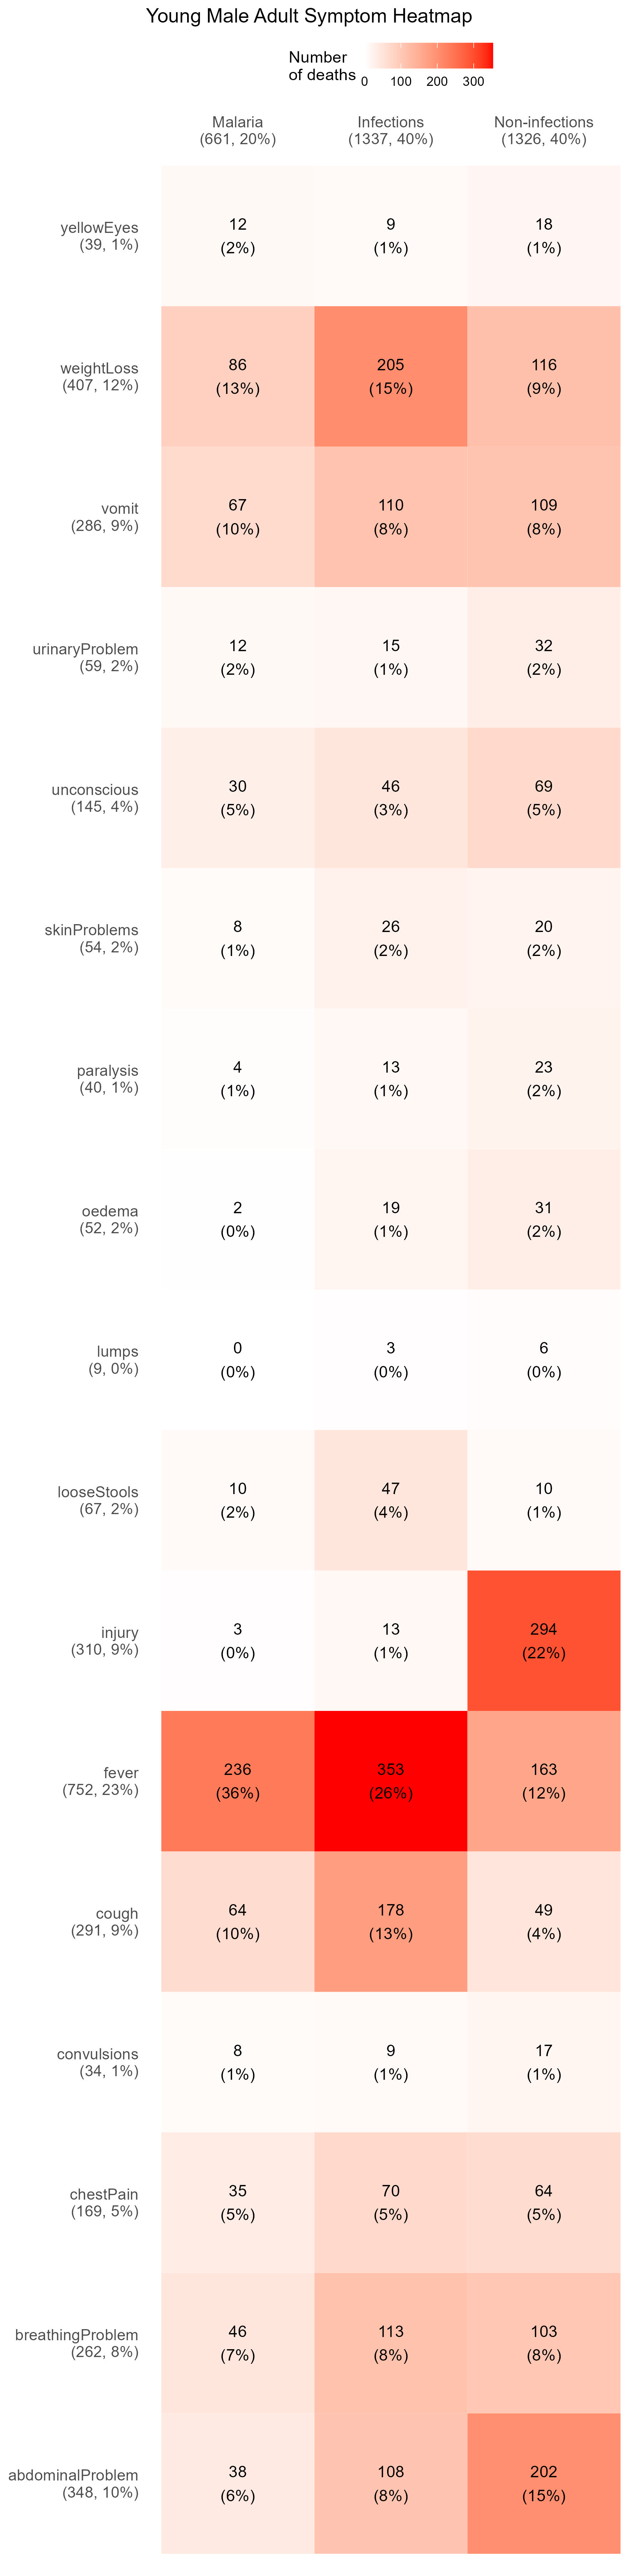 Young Male Adult Symptom Heatmap
Number
of deaths
0 100 200 300
Malaria
(661, 20%)
Infections
(1337, 40%)
Non-infections
(1326, 40%)
yellowEyes
(39, 1%)
12 9 18
(2%) (1%) (1%)
weightLoss
(407, 12%)
86 205 116
(13%) (15%) (9%)
vomit
(286, 9%)
67 110 109
(10%) (8%) (8%)
urinaryProblem
(59, 2%)
12 15 32
(2%) (1%) (2%)
unconscious
(145, 4%)
30 46 69
(5%) (3%) (5%)
skinProblems
(54, 2%)
8 26 20
(1%) (2%) (2%)
paralysis
(40, 1%)
4 13 23
(1%) (1%) (2%)
oedema
(52, 2%)
2 19 31
(0%) (1%) (2%)
lumps
(9, 0%)
0 3 6
(0%) (0%) (0%)
looseStools
(67, 2%)
10 47 10
(2%) (4%) (1%)
injury
(310, 9%)
3 13 294
(0%) (1%) (22%)
fever
(752, 23%)
236 353 163
(36%) (26%) (12%)
cough
(291, 9%)
64 178 49
(10%) (13%) (4%)
convulsions
(34, 1%)
8 9 17
(1%) (1%) (1%)
chestPain
(169, 5%)
35 70 64
(5%) (5%) (5%)
breathingProblem
(262, 8%)
46 113 103
(7%) (8%) (8%)
abdominalProblem
(348, 10%)
38 108 202
(6%) (8%) (15%)